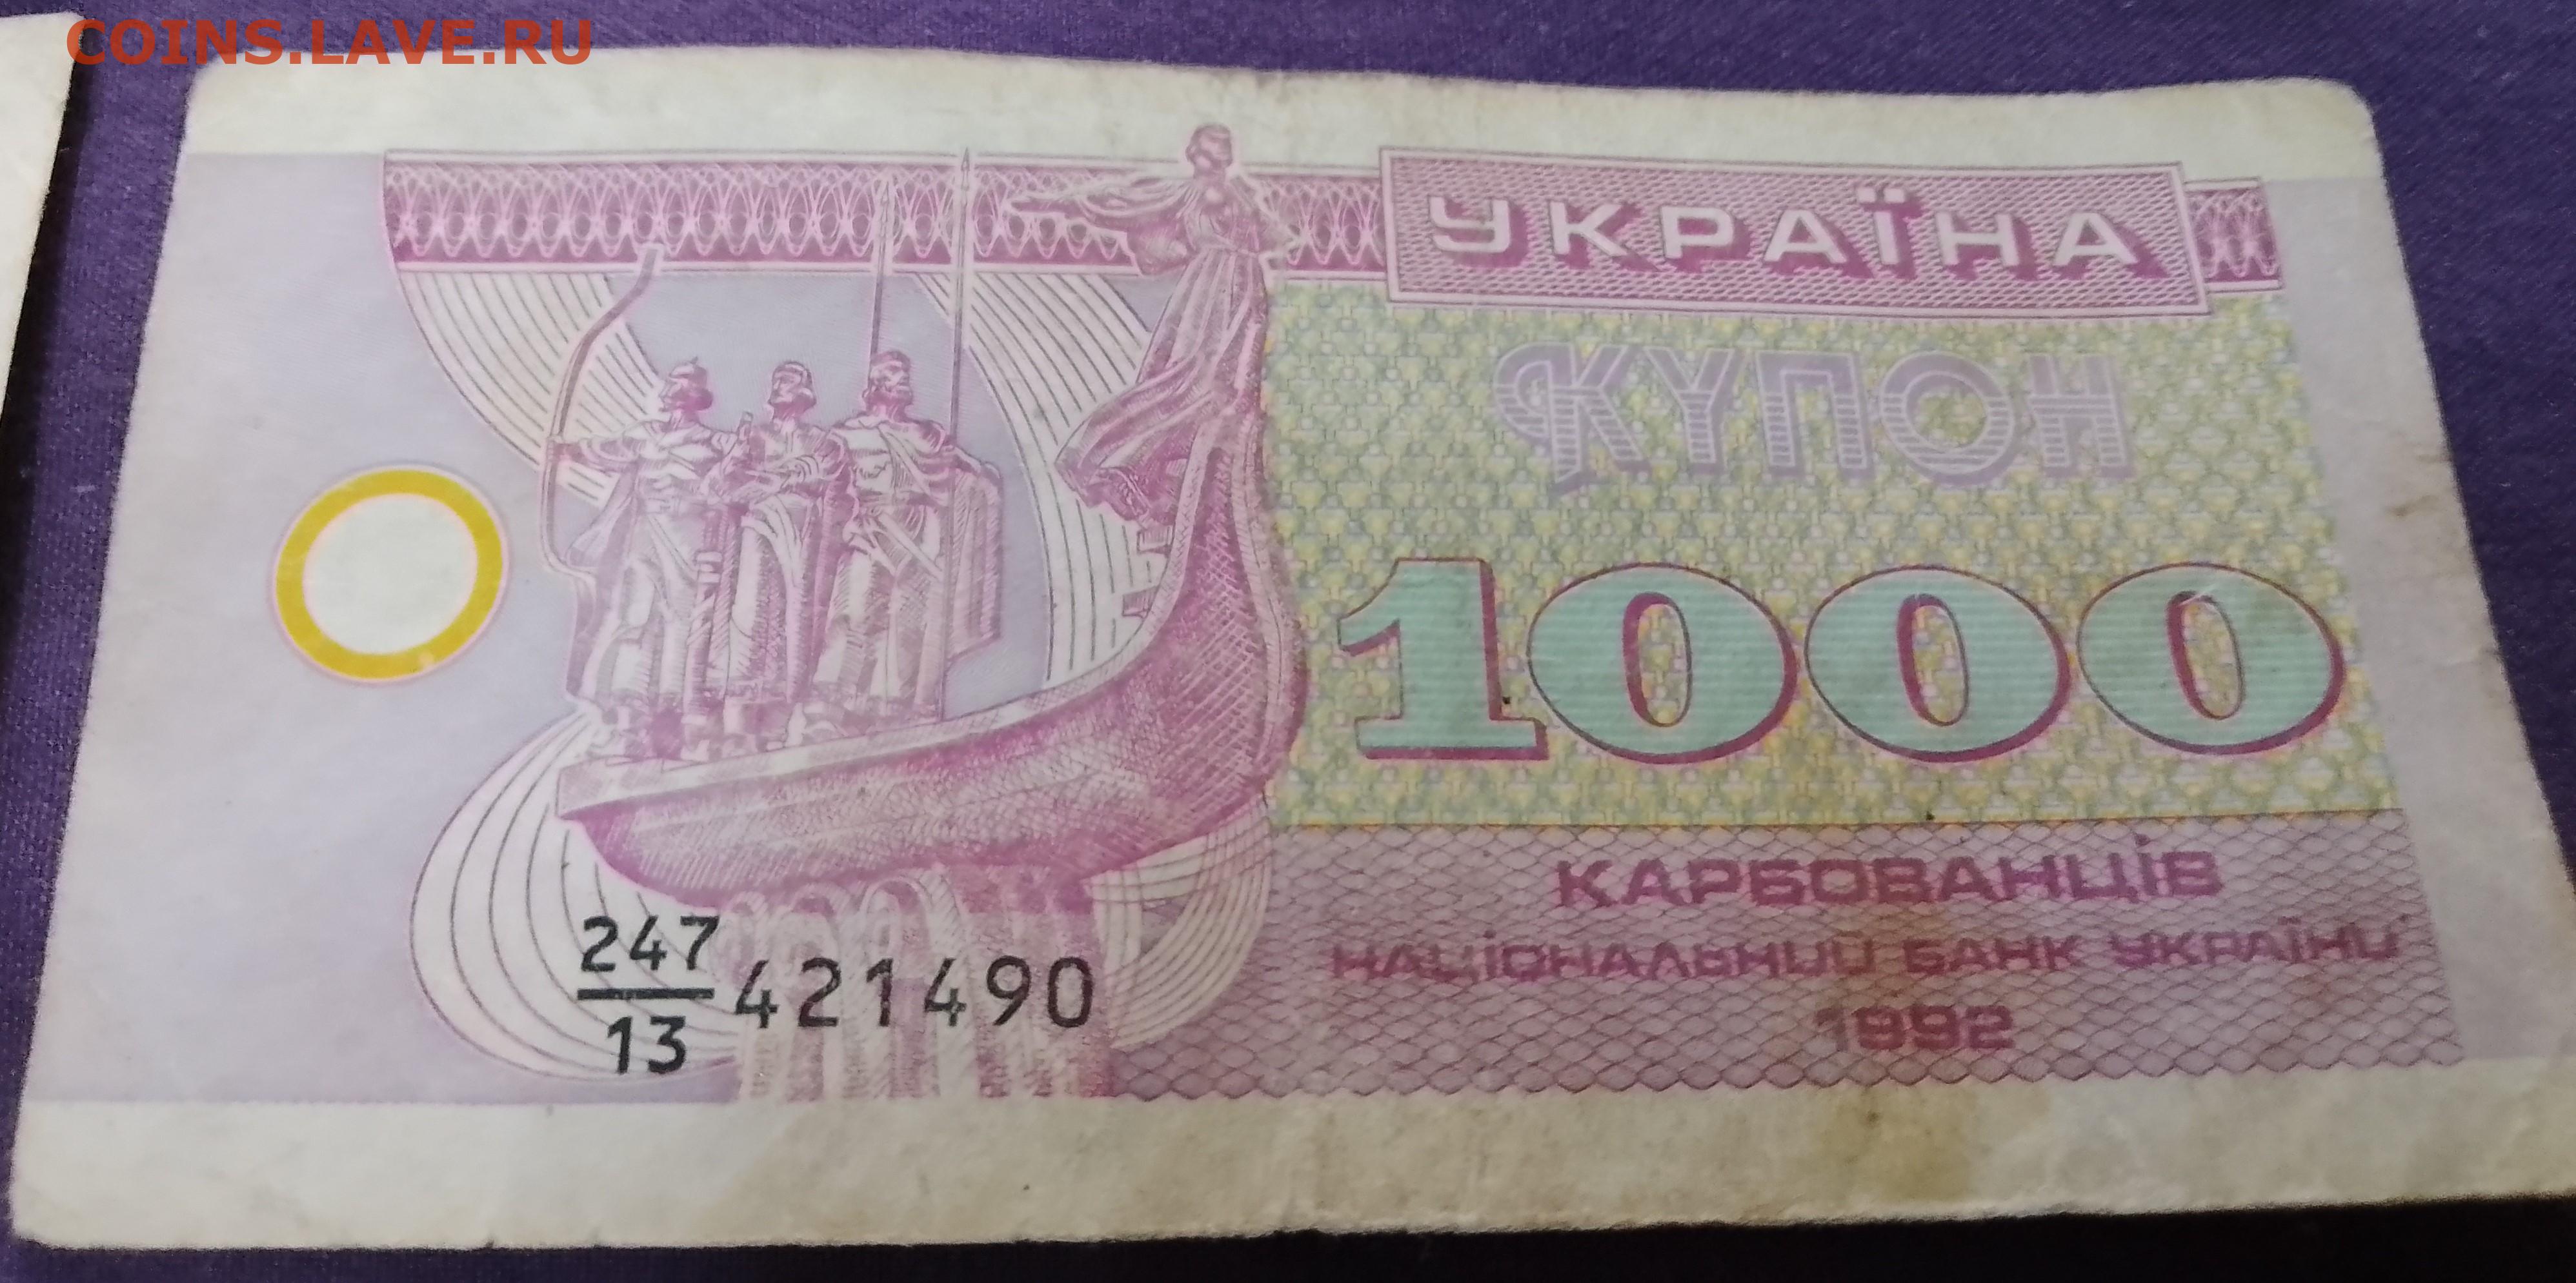 COINS.LAVE.RU
УКРАЇНА
КУПОН
1000
КАРБОВАНЦІВ
НАЦІОНАЛЬНИЙ БАНК УКРАЇНИ
1992
247
13
421490